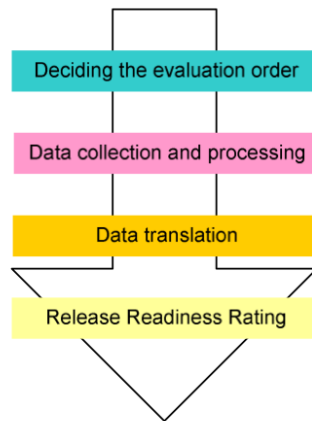 Deciding the evaluation order
Data collection and processing
Data translation
Release Readiness Rating